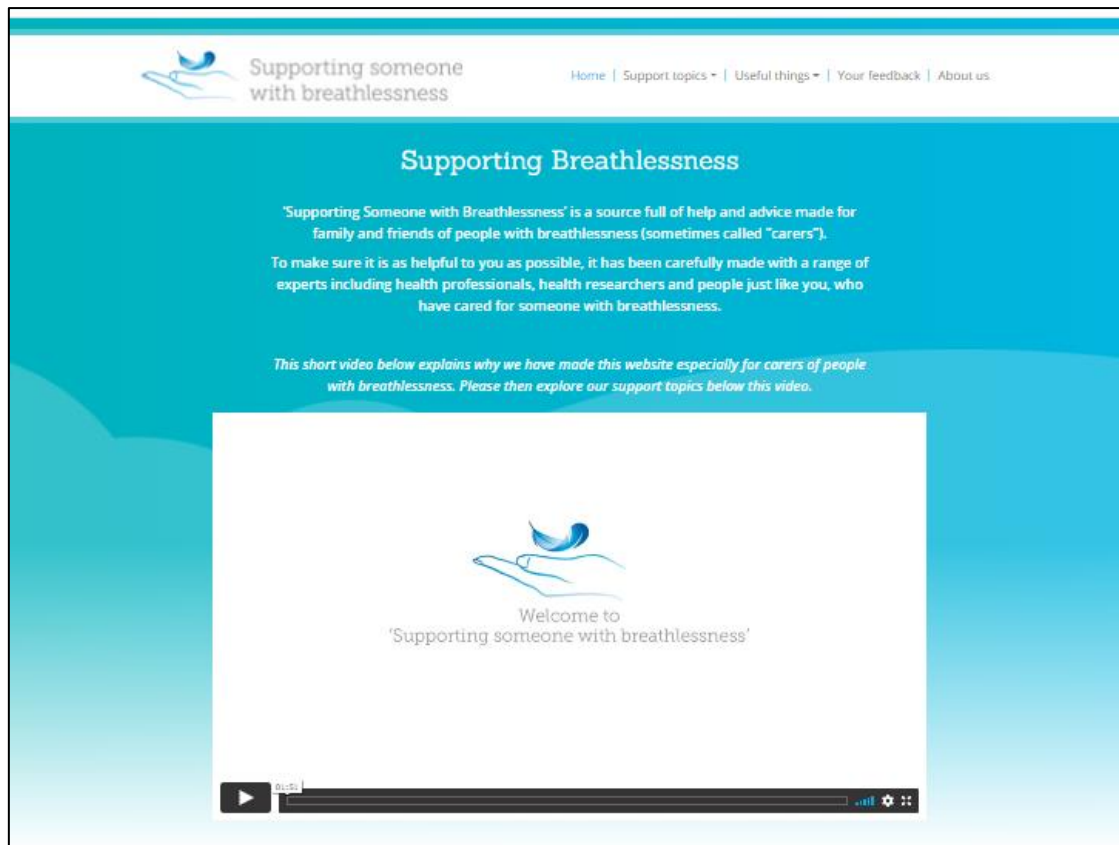 Supporting someone
with breathlessness
Home | Support topics | Useful things | Your feedback | About us
Supporting Breathlessness
'Supporting Someone with Breathlessness' is a source full of help and advice made for
family and friends of people with breathlessness (sometimes called "carers").
To make sure it is as helpful to you as possible, it has been carefully made with a range of
experts including health professionals, health researchers and people just like you, who
have cared for someone with breathlessness.
This short video below explains why we have made this website especially for carers of people
with breathlessness. Please then explore our support topics below this video.
Welcome to
'Supporting someone with breathlessness'
01:51